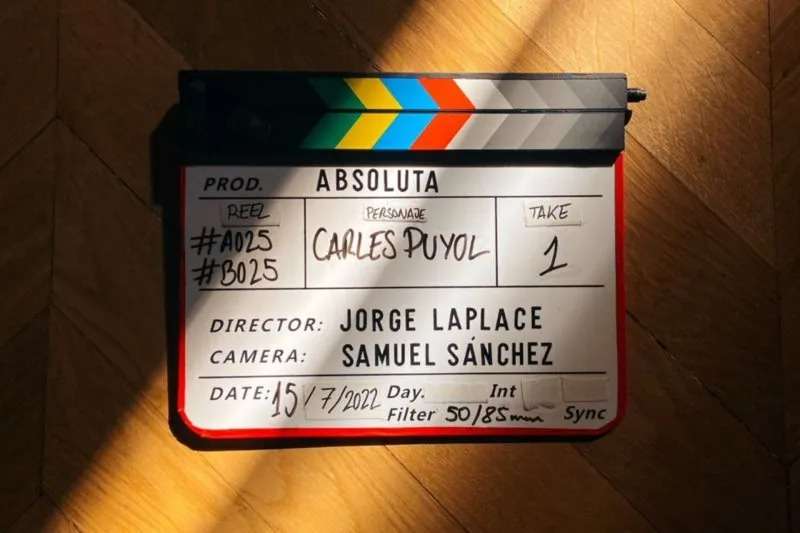 PROD. ABSOLUTA
REEL PERSONAJE TAKE
#A025 CARLES PUYOL 1
#B025
DIRECTOR: JORGE LAPLACE
CAMERA: SAMUEL SÁNCHEZ
DATE: 15/7/2022 Day. Int
Filter 50/85mm Sync